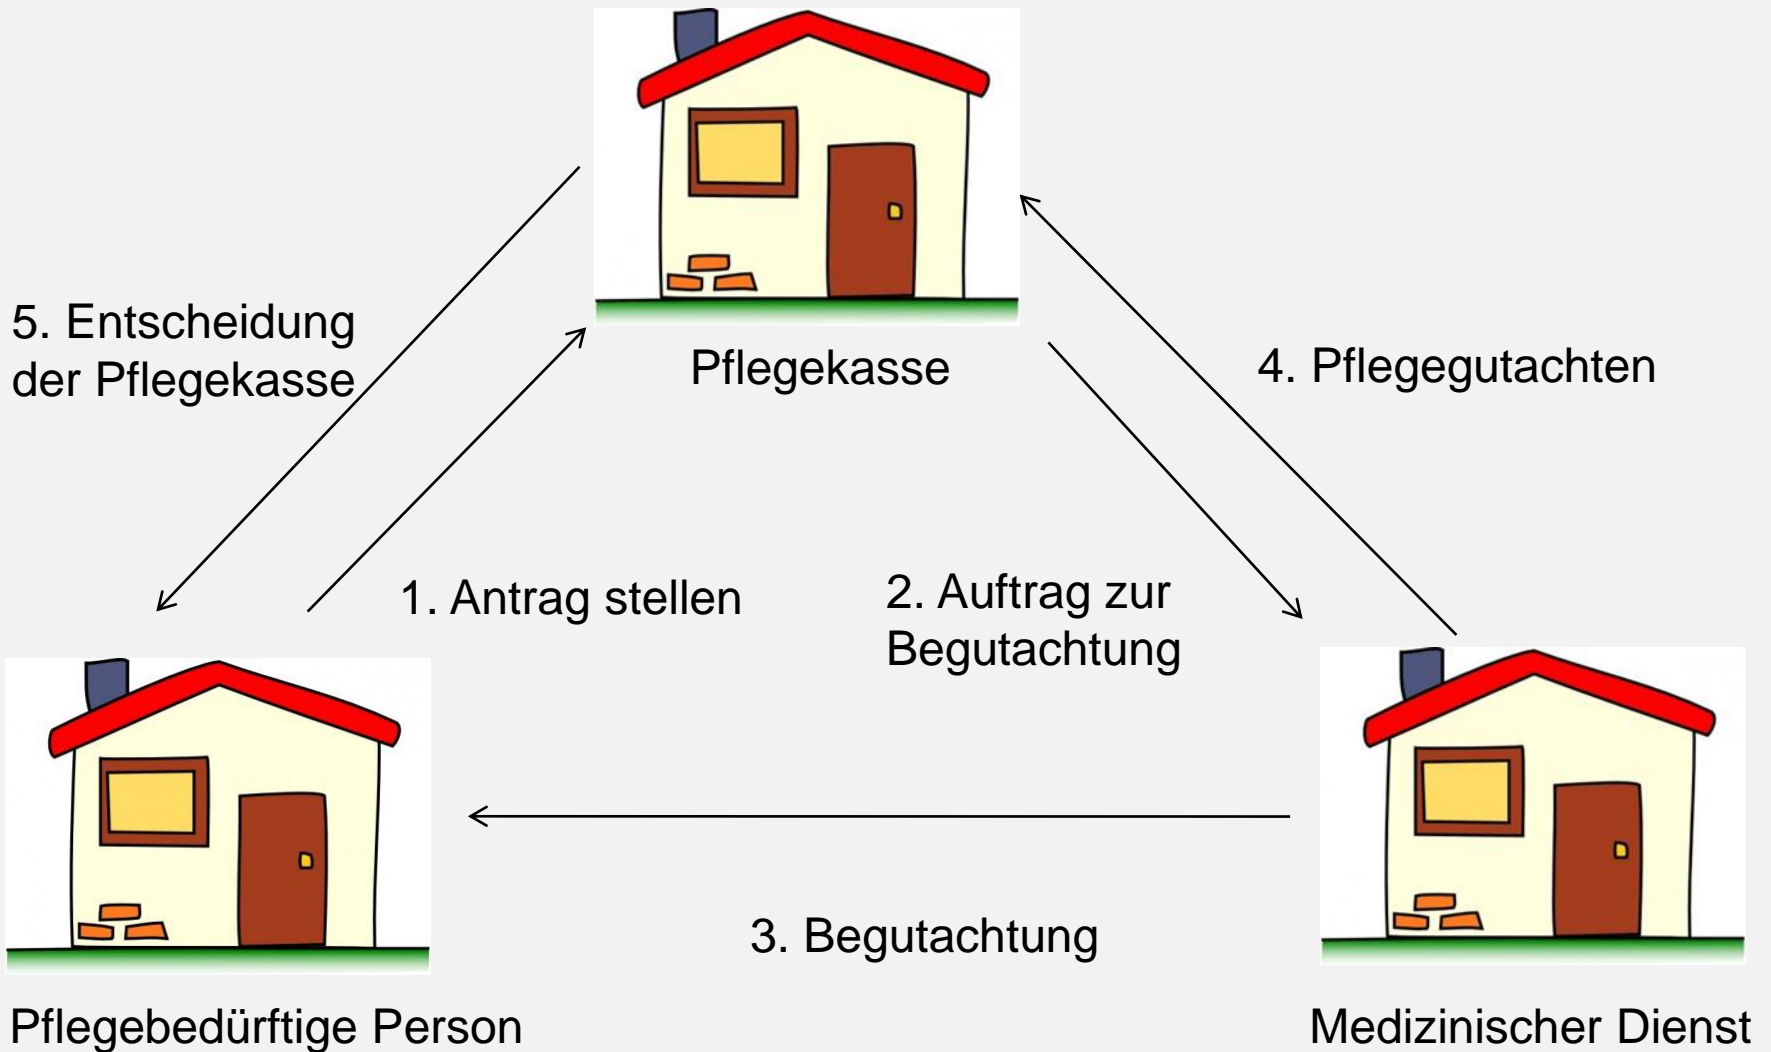 5. Entscheidung
der Pflegekasse
Pflegekasse
4. Pflegegutachten
1. Antrag stellen
2. Auftrag zur
Begutachtung
3. Begutachtung
Pflegebedürftige Person
Medizinischer Dienst